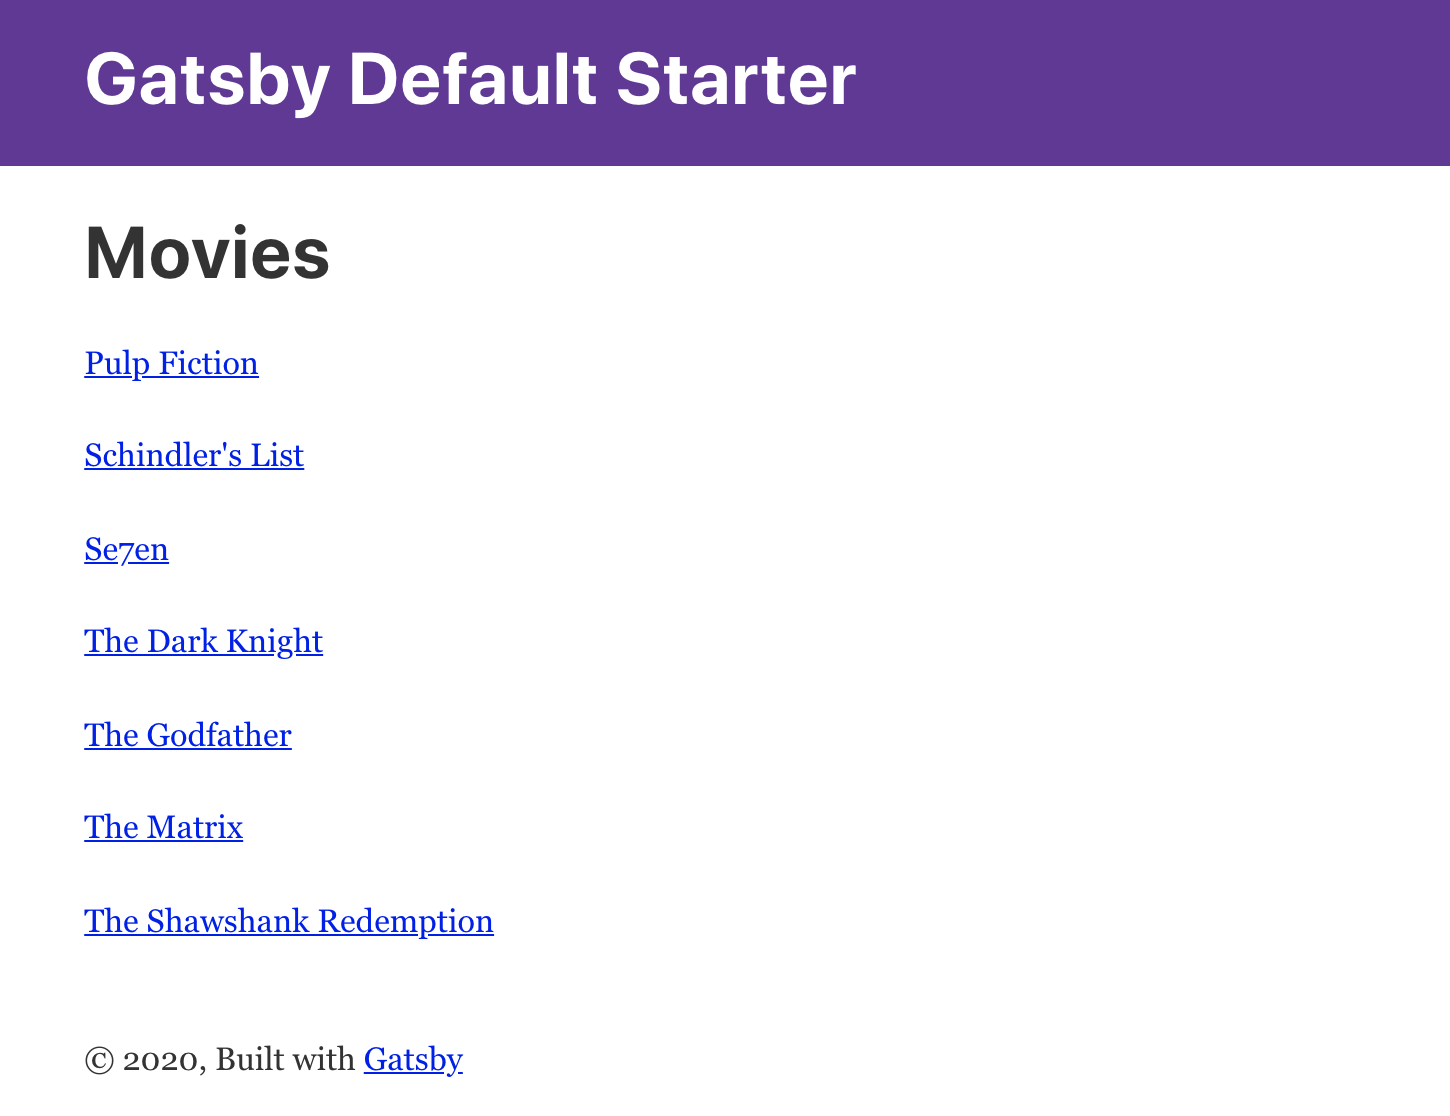 Gatsby Default Starter
Movies
Pulp Fiction
Schindler's List
Se7en
The Dark Knight
The Godfather
The Matrix
The Shawshank Redemption
© 2020, Built with Gatsby